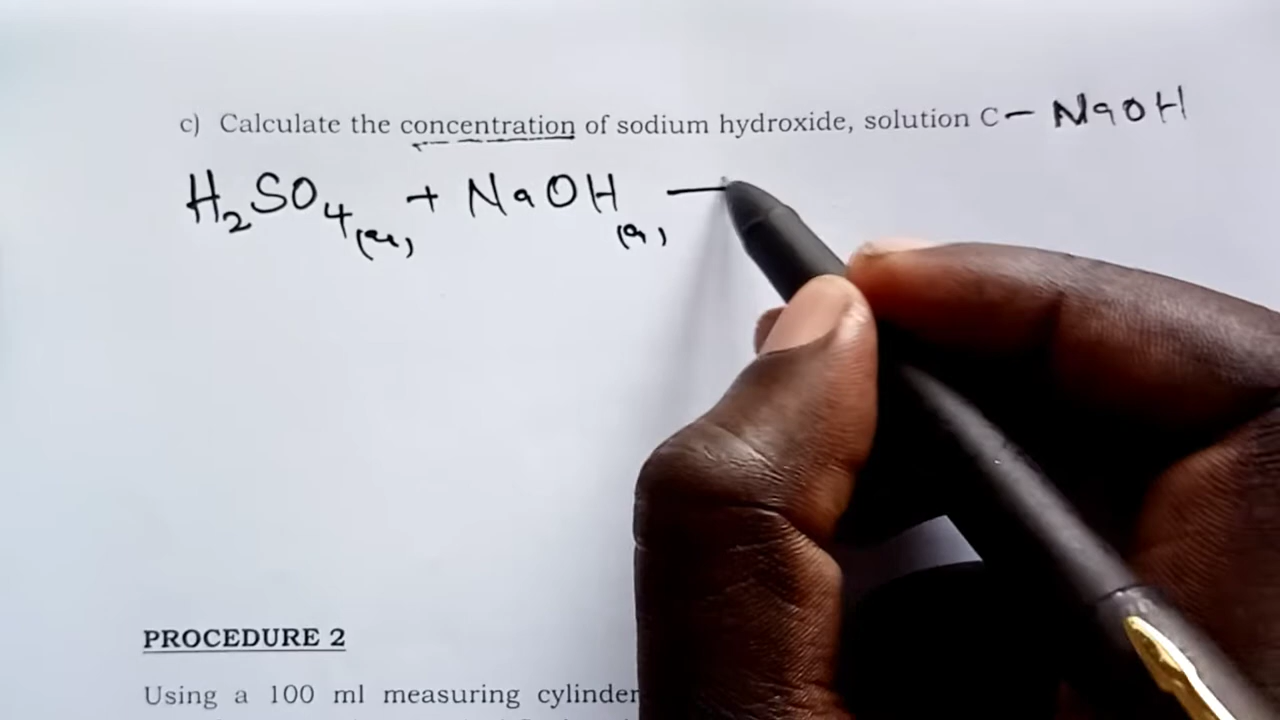 c) Calculate the concentration of sodium hydroxide, solution C - NaOH
H₂SO₄(aq) + NaOH(aq) —
PROCEDURE 2
Using a 100 ml measuring cylinder